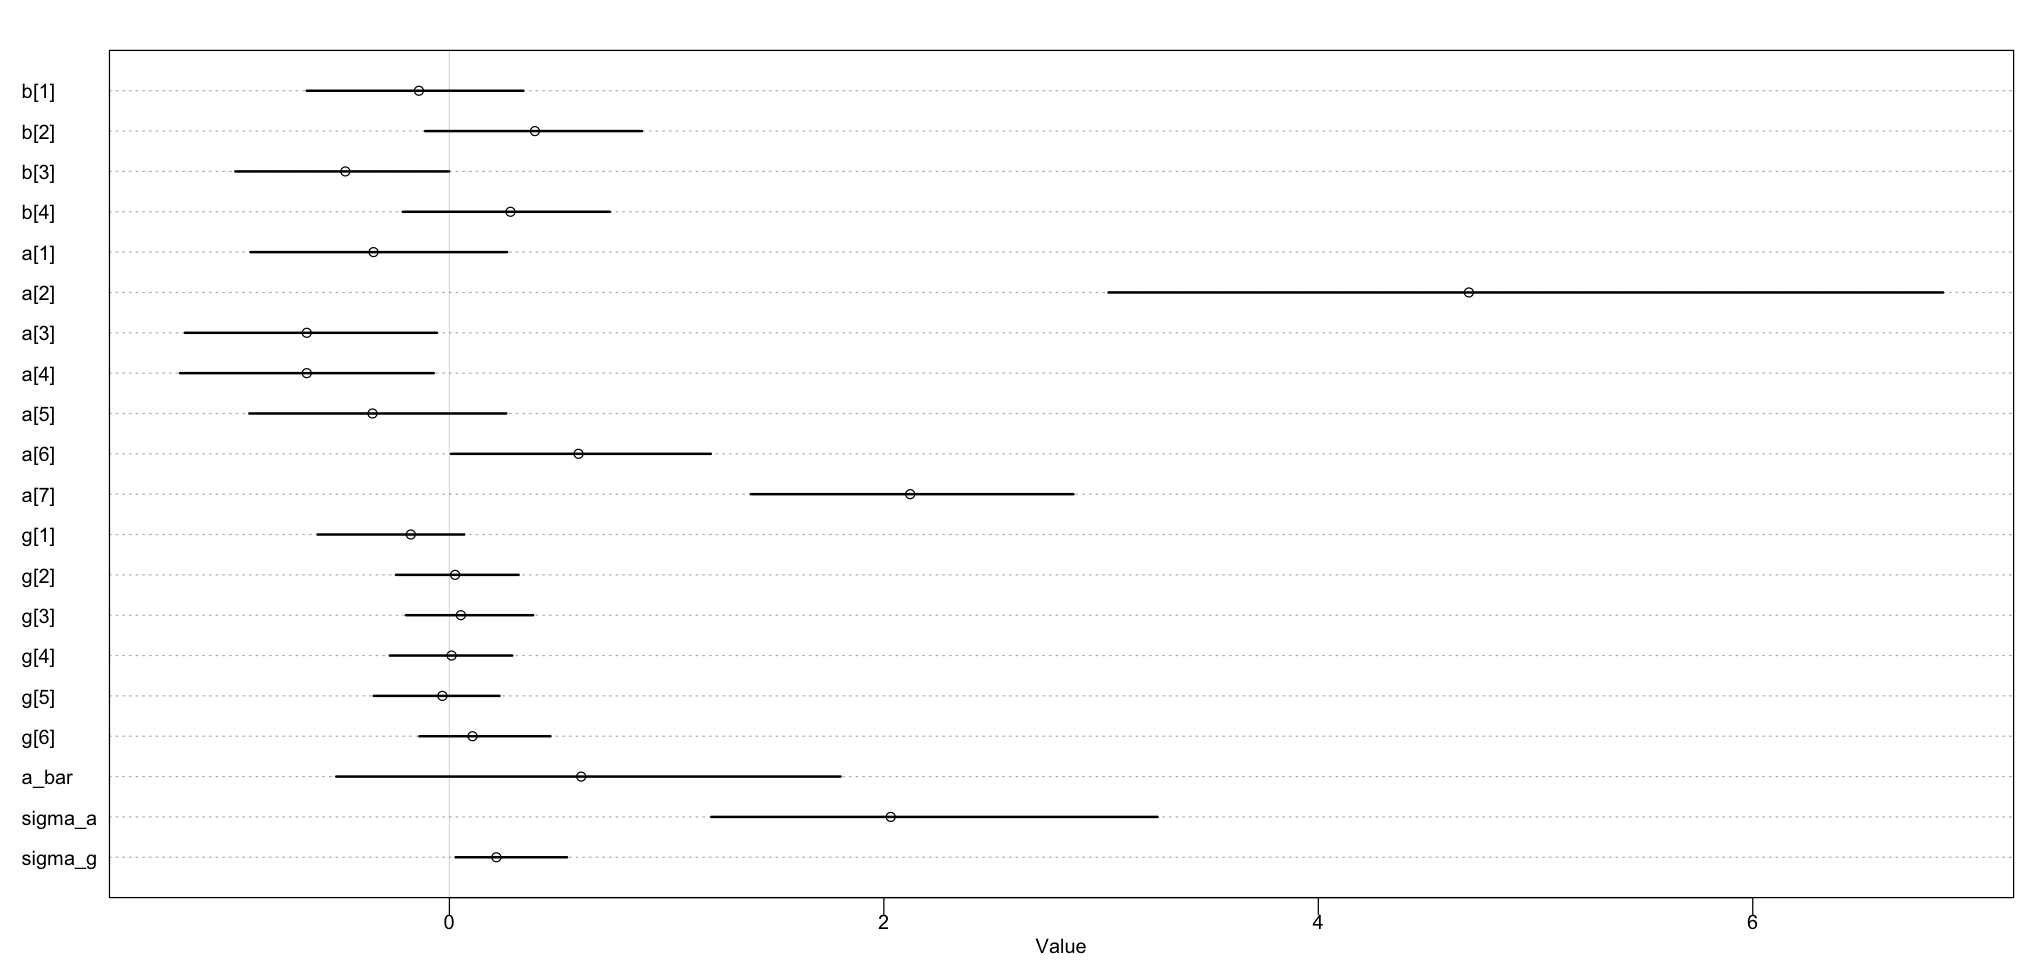 b[1]
b[2]
b[3]
b[4]
a[1]
a[2]
a[3]
a[4]
a[5]
a[6]
a[7]
g[1]
g[2]
g[3]
g[4]
g[5]
g[6]
a_bar
sigma_a
sigma_g
0 2 4 6
Value